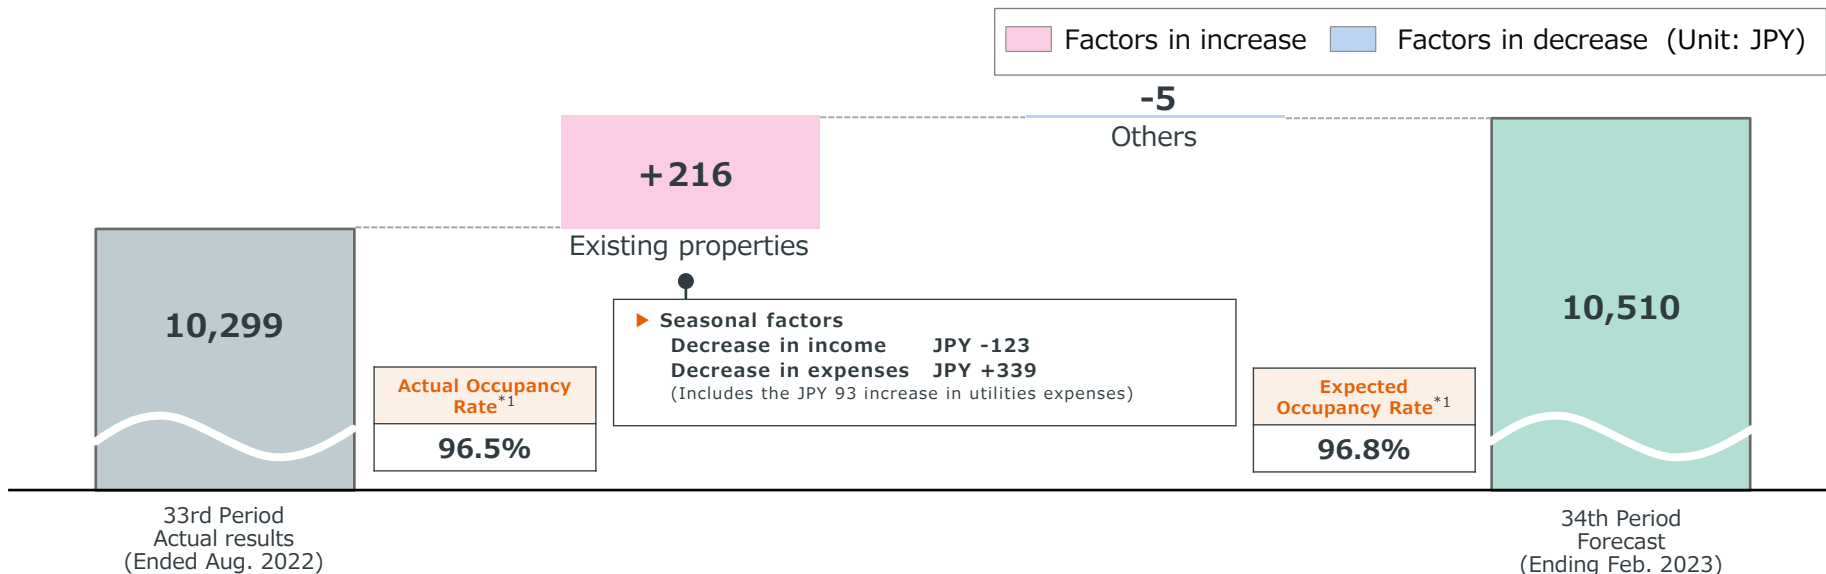 Factors in increase
Factors in decrease (Unit: JPY)
-5
Others
+216
Existing properties
10,299
10,510
Seasonal factors
Decrease in income JPY -123
Decrease in expenses JPY +339
(Includes the JPY 93 increase in utilities expenses)
Actual Occupancy
Rate*1
96.5%
Expected
Occupancy Rate*1
96.8%
33rd Period
Actual results
(Ended Aug. 2022)
34th Period
Forecast
(Ending Feb. 2023)